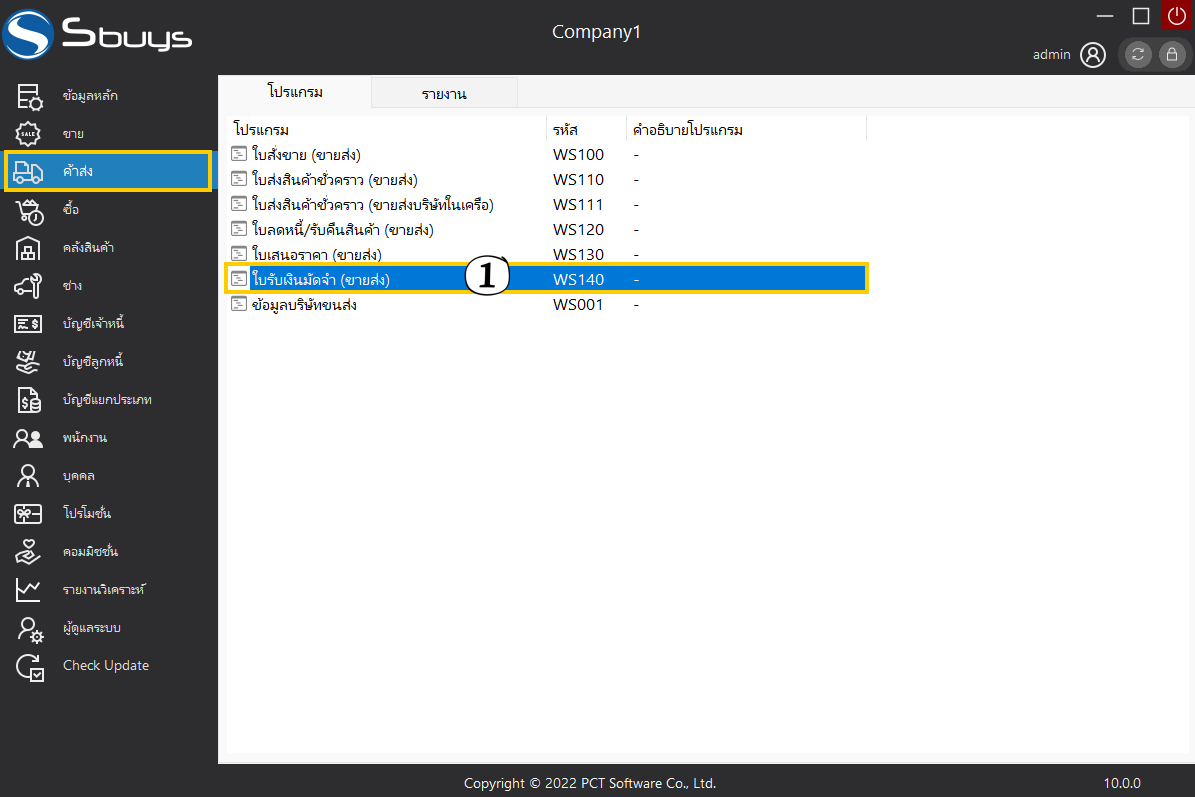 Sbuys
Company1
admin
ข้อมูลหลัก
ขาย
SALE
ค้าส่ง
ซื้อ
คลังสินค้า
ช่าง
บัญชีเจ้าหนี้
บัญชีลูกหนี้
บัญชีแยกประเภท
พนักงาน
บุคคล
โปรโมชั่น
คอมมิชชั่น
รายงานวิเคราะห์
ผู้ดูแลระบบ
Check Update
โปรแกรม รายงาน
โปรแกรม รหัส คำอธิบายโปรแกรม
ใบสั่งขาย (ขายส่ง) WS100 -
ใบส่งสินค้าชั่วคราว (ขายส่ง) WS110 -
ใบส่งสินค้าชั่วคราว (ขายส่งบริษัทในเครือ) WS111 -
ใบลดหนี้/รับคืนสินค้า (ขายส่ง) WS120 -
ใบเสนอราคา (ขายส่ง) WS130 -
ใบรับเงินมัดจำ (ขายส่ง) 1 WS140 -
ข้อมูลบริษัทขนส่ง WS001 -
Copyright © 2022 PCT Software Co., Ltd. 10.0.0